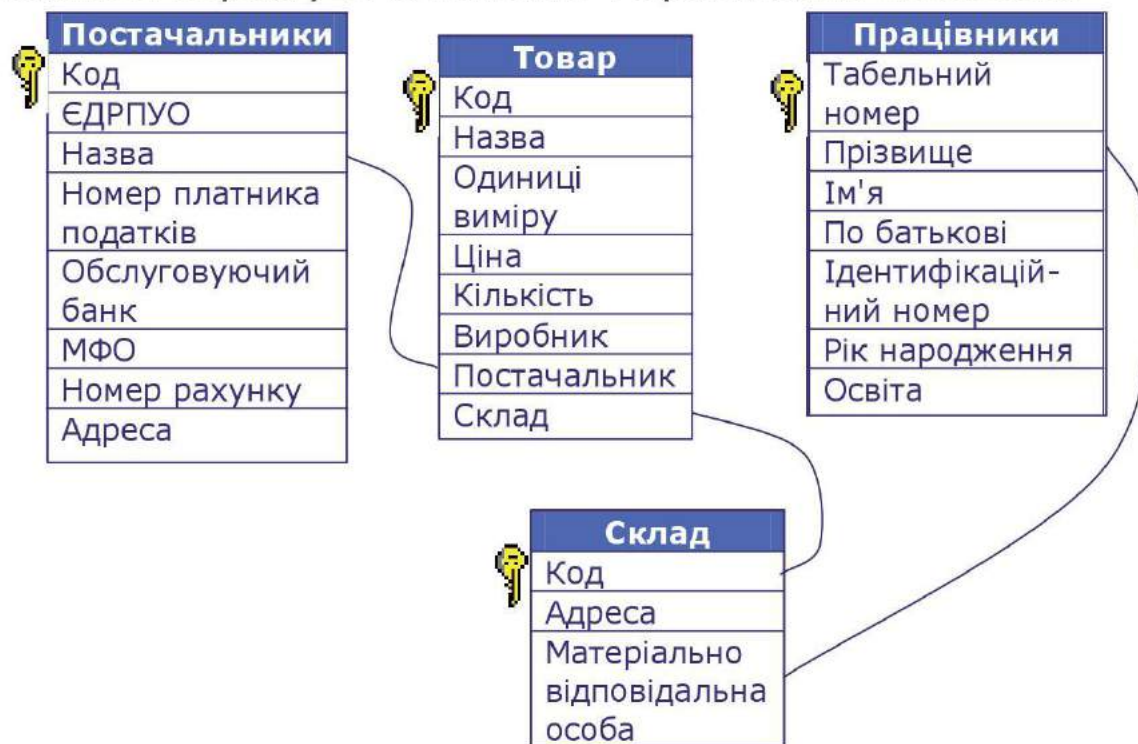 Постачальники
Код
ЄДРПУО
Назва
Номер платника
податків
Обслуговуючий
банк
МФО
Номер рахунку
Адреса
Товар
Код
Назва
Одиниці
виміру
Ціна
Кількість
Виробник
Постачальник
Склад
Працівники
Табельний
номер
Прізвище
Ім'я
По батькові
Ідентифікацій-
ний номер
Рік народження
Освіта
Склад
Код
Адреса
Матеріально
відповідальна
особа